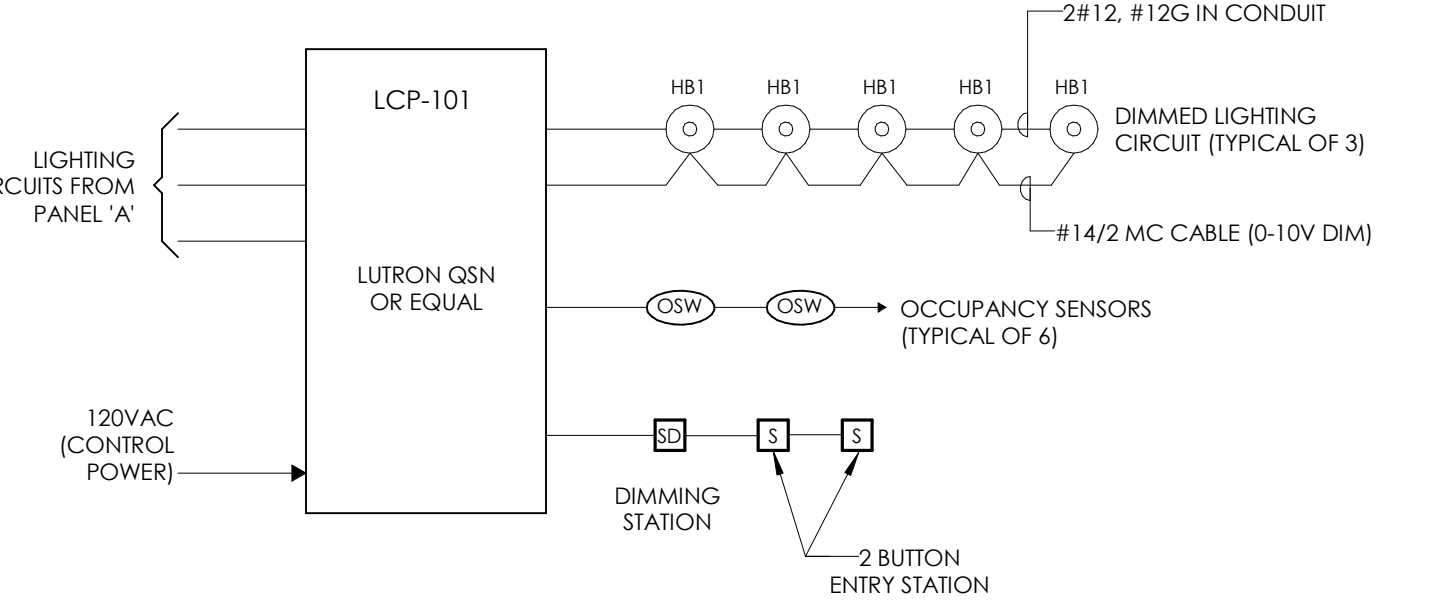 2#12, #12G IN CONDUIT
LCP-101
HB1 HB1 HB1 HB1 HB1
DIMMED LIGHTING
CIRCUIT (TYPICAL OF 3)
LIGHTING
RCUITS FROM
PANEL 'A'
#14/2 MC CABLE (0-10V DIM)
LUTRON QSN
OR EQUAL
OSW OSW
OCCUPANCY SENSORS
(TYPICAL OF 6)
120VAC
(CONTROL
POWER)
SD S S
DIMMING
STATION
2 BUTTON
ENTRY STATION